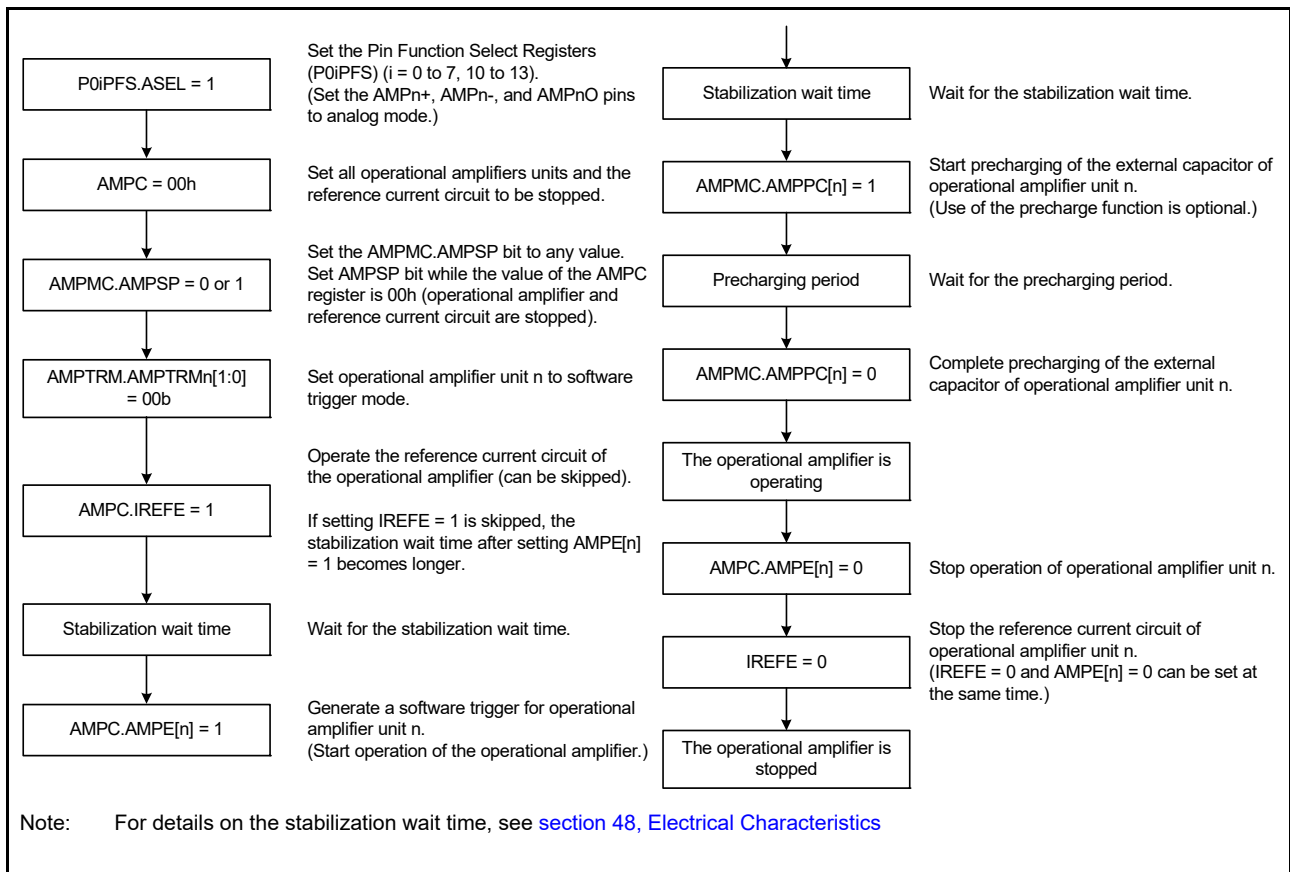 P0iPFS.ASEL = 1
Set the Pin Function Select Registers
(P0iPFS) (i = 0 to 7, 10 to 13).
(Set the AMPn+, AMPn-, and AMPnO pins
to analog mode.)
AMPC = 00h
Set all operational amplifiers units and the
reference current circuit to be stopped.
AMPMC.AMPSP = 0 or 1
Set the AMPMC.AMPSP bit to any value.
Set AMPSP bit while the value of the AMPC
register is 00h (operational amplifier and
reference current circuit are stopped).
AMPTRM.AMPTRMn[1:0]
= 00b
Set operational amplifier unit n to software
trigger mode.
AMPC.IREFE = 1
Operate the reference current circuit of
the operational amplifier (can be skipped).
If setting IREFE = 1 is skipped, the
stabilization wait time after setting AMPE[n]
= 1 becomes longer.
Stabilization wait time
Wait for the stabilization wait time.
AMPC.AMPE[n] = 1
Generate a software trigger for operational
amplifier unit n.
(Start operation of the operational amplifier.)
Stabilization wait time
Wait for the stabilization wait time.
AMPMC.AMPPC[n] = 1
Start precharging of the external capacitor of
operational amplifier unit n.
(Use of the precharge function is optional.)
Precharging period
Wait for the precharging period.
AMPMC.AMPPC[n] = 0
Complete precharging of the external
capacitor of operational amplifier unit n.
The operational amplifier is
operating
AMPC.AMPE[n] = 0
Stop operation of operational amplifier unit n.
IREFE = 0
Stop the reference current circuit of
operational amplifier unit n.
(IREFE = 0 and AMPE[n] = 0 can be set at
the same time.)
The operational amplifier is
stopped
Note: For details on the stabilization wait time, see section 48, Electrical Characteristics